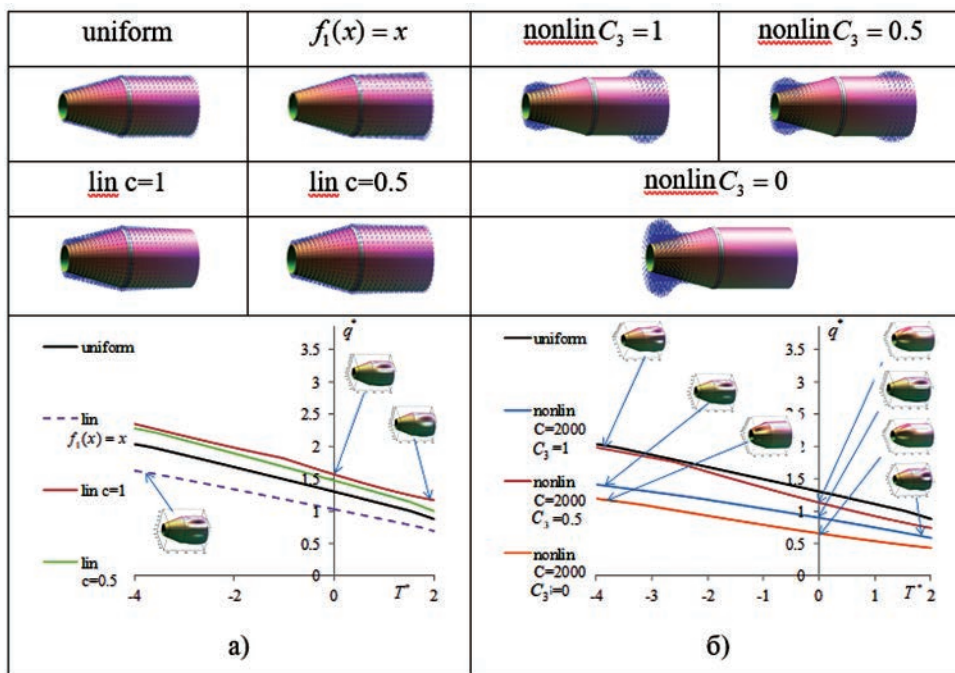 uniform
f₁(x) = x
nonlin C₃ = 1
nonlin C₃ = 0.5
lin c=1
lin c=0.5
nonlin C₃ = 0
q*
3.5
3
2.5
2
1.5
1
0.5
0
-4
-2
0
T*
2
uniform
lin
f₁(x) = x
lin c=1
lin
c=0.5
a)
q*
3.5
3
2.5
2
1.5
1
0.5
0
-4
-3
-2
-1
0
1
T*
2
uniform
nonlin
C=2000
C₃=1
nonlin
C=2000
C₃=0.5
nonlin
C=2000
C₃=0
б)